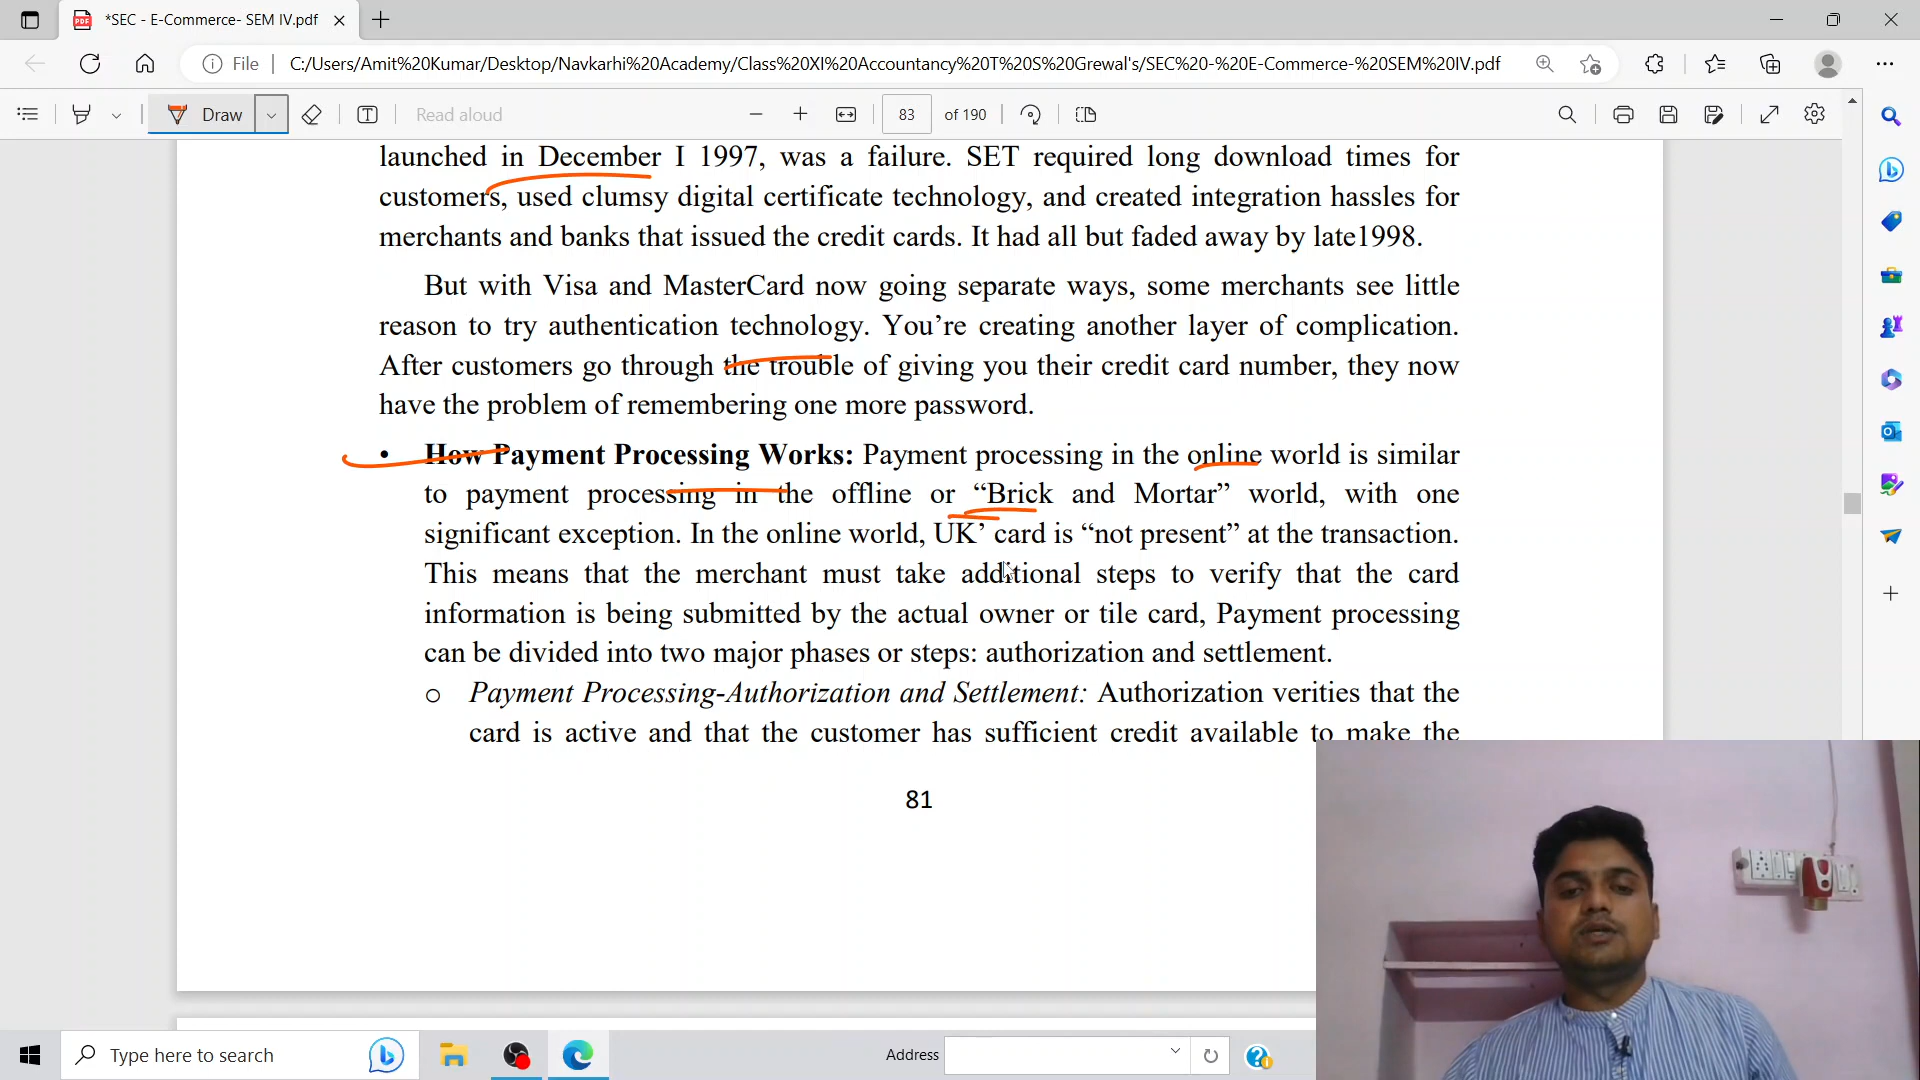 *SEC - E-Commerce- SEM IV.pdf
File
C:/Users/Amit%20Kumar/Desktop/Navkarhi%20Academy/Class%20XI%20Accountancy%20T%20S%20Grewal's/SEC%20-%20E-Commerce-%20SEM%20IV.pdf
Draw
Read aloud
83 of 190
launched in December I 1997, was a failure. SET required long download times for
customers, used clumsy digital certificate technology, and created integration hassles for
merchants and banks that issued the credit cards. It had all but faded away by late1998.
But with Visa and MasterCard now going separate ways, some merchants see little
reason to try authentication technology. You’re creating another layer of complication.
After customers go through the trouble of giving you their credit card number, they now
have the problem of remembering one more password.
• How Payment Processing Works: Payment processing in the online world is similar
to payment processing in the offline or “Brick and Mortar” world, with one
significant exception. In the online world, UK’ card is “not present” at the transaction.
This means that the merchant must take additional steps to verify that the card
information is being submitted by the actual owner or tile card, Payment processing
can be divided into two major phases or steps: authorization and settlement.
o Payment Processing-Authorization and Settlement: Authorization verities that the
card is active and that the customer has sufficient credit available to make the
81
Type here to search
Address